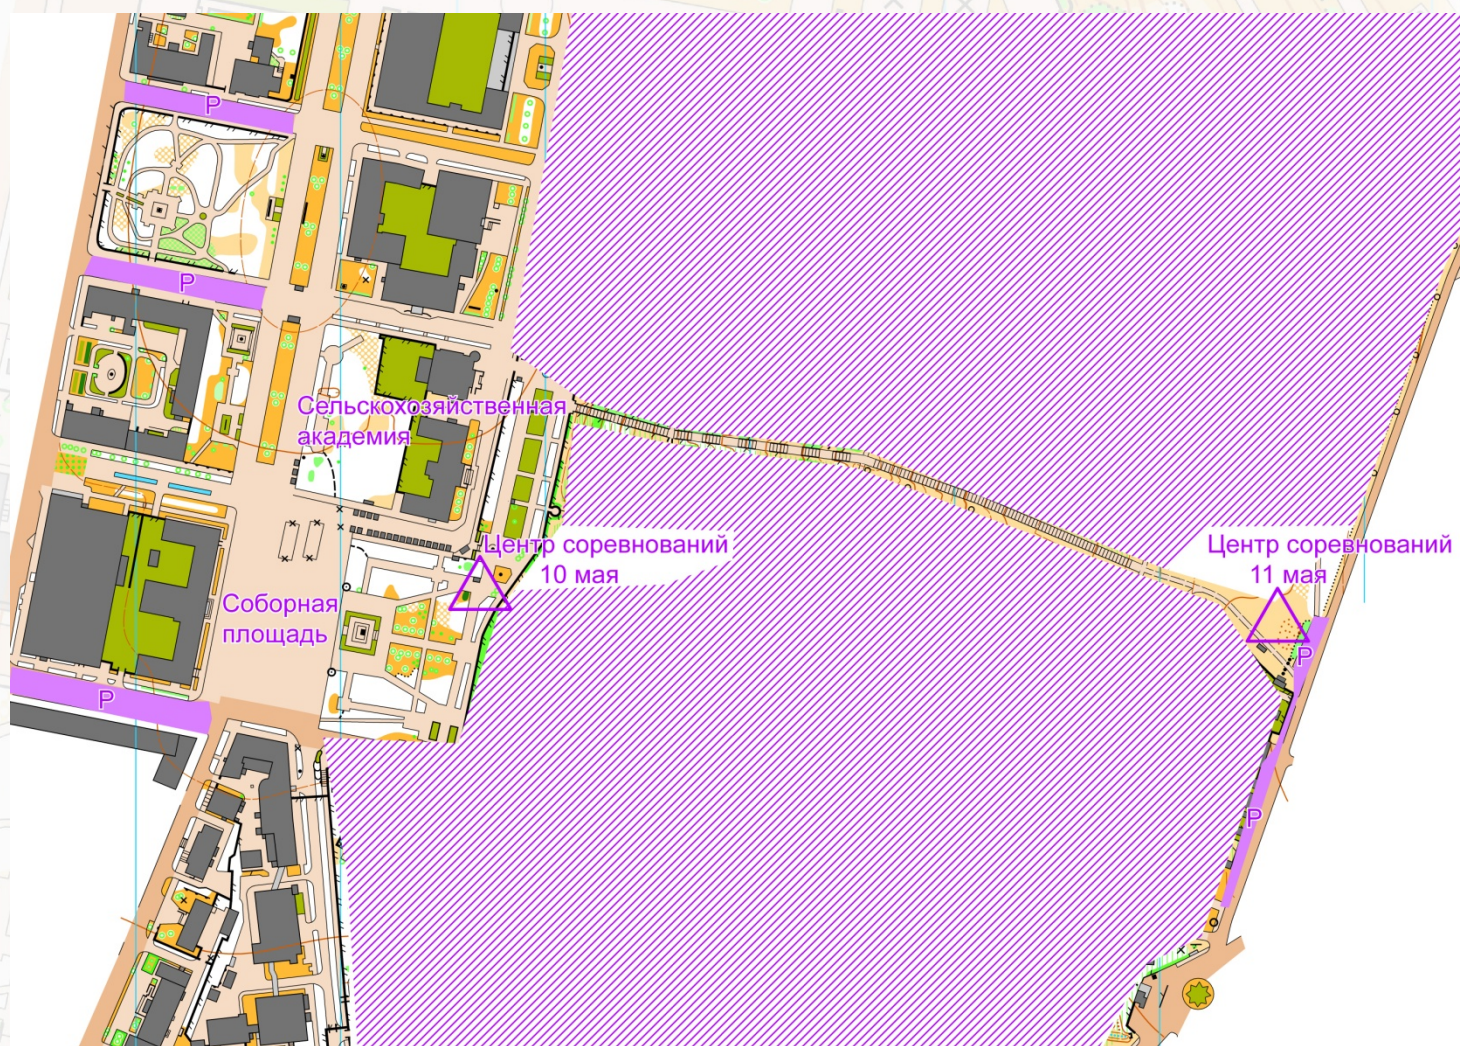 P
P
Сельскохозяйственная
академия
Центр соревнований
10 мая
Центр соревнований
11 мая
Соборная
площадь
P
P
P